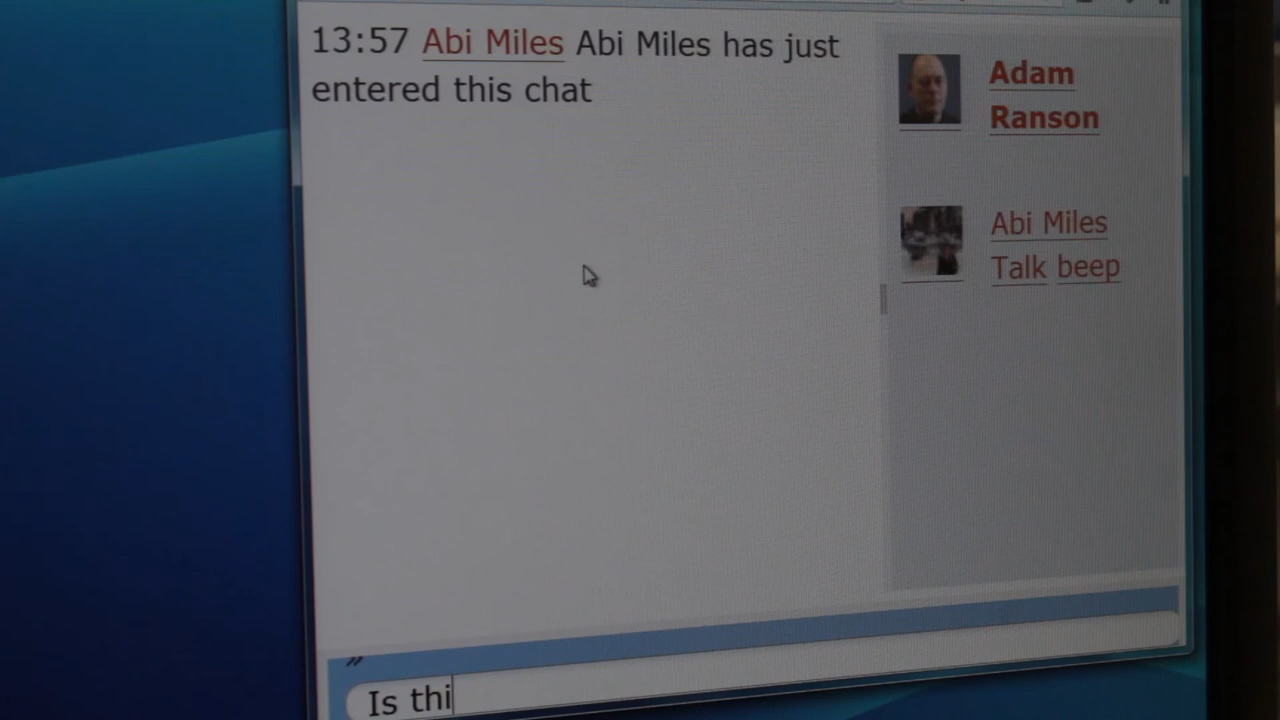 13:57 Abi Miles Abi Miles has just
entered this chat
Adam
Ranson
Abi Miles
Talk beep
Is thi